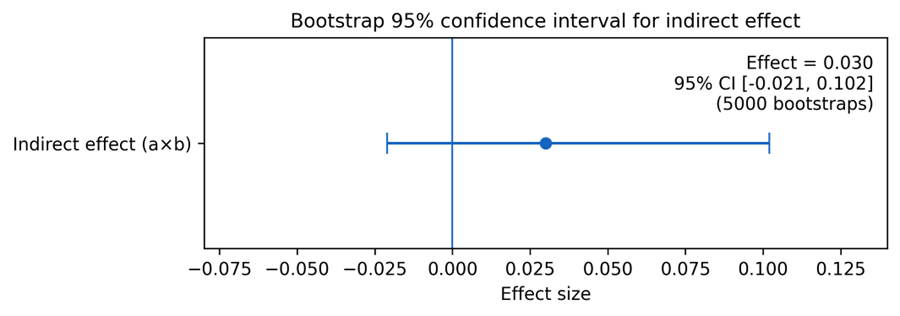 Bootstrap 95% confidence interval for indirect effect
Effect = 0.030
95% CI [-0.021, 0.102]
(5000 bootstraps)
Indirect effect (a×b)
−0.075 −0.050 −0.025 0.000 0.025 0.050 0.075 0.100 0.125
Effect size